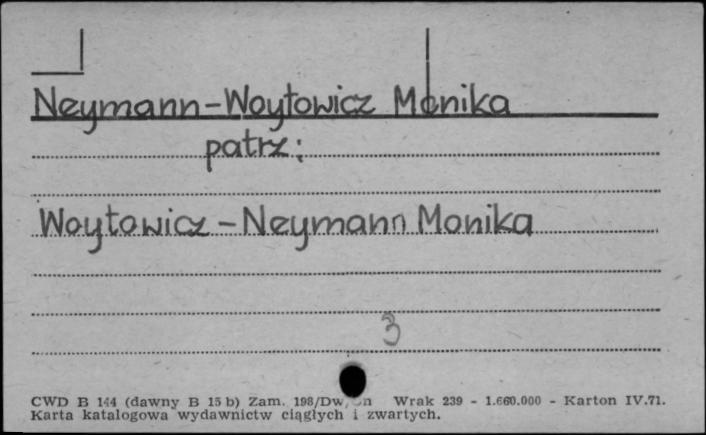 Neymann-Woytowicz Monika
patrz:
Woytowicz-Neymann Monika
3
CWD B 144 (dawny B 15 b) Zam. 198/Dw Wrak 239 - 1.660.000 - Karton IV.71.
Karta katalogowa wydawnictw ciągłych i zwartych.